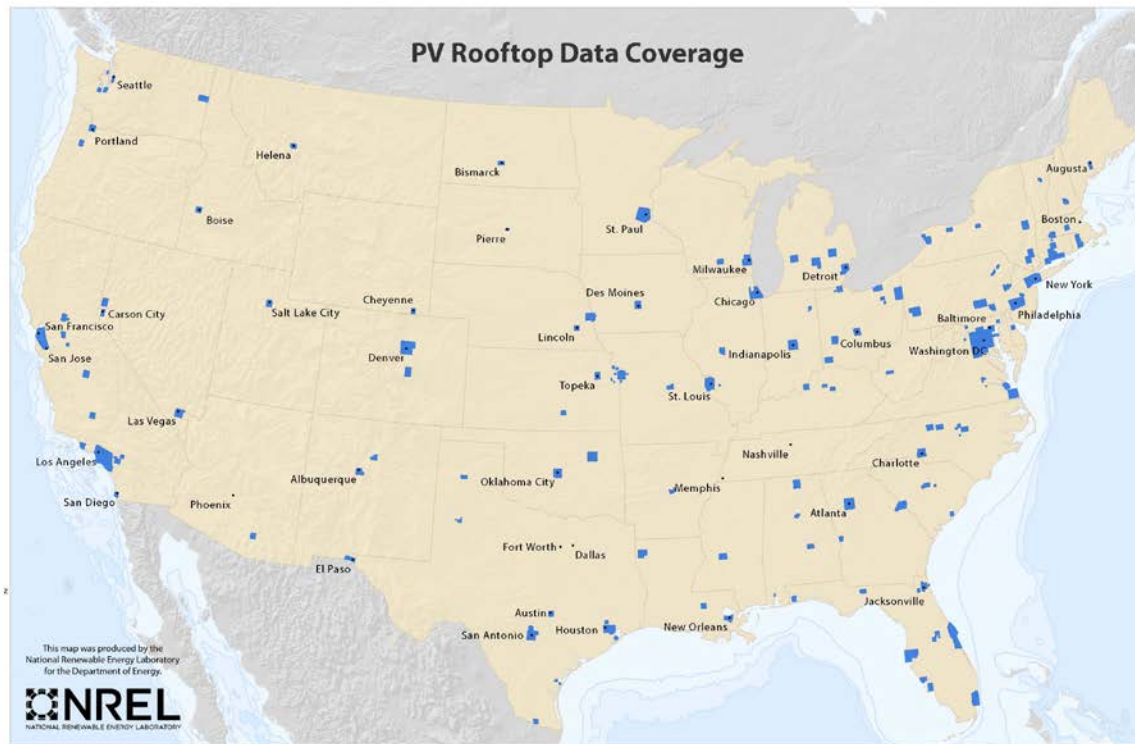 PV Rooftop Data Coverage
Seattle
Portland
Helena
Bismarck
Augusta
Boise
St. Paul
Boston
Pierre
Milwaukee
Detroit
New York
Cheyenne
Des Moines
Chicago
Carson City
Salt Lake City
Baltimore
Philadelphia
San Francisco
Lincoln
Columbus
San Jose
Denver
Indianapolis
Washington DC
Topeka
St. Louis
Las Vegas
Nashville
Los Angeles
Albuquerque
Oklahoma City
Charlotte
Memphis
San Diego
Phoenix
Atlanta
Fort Worth
Dallas
El Paso
Jacksonville
Austin
New Orleans
San Antonio
Houston
This map was produced by the
National Renewable Energy Laboratory
for the Department of Energy.
NREL
NATIONAL RENEWABLE ENERGY LABORATORY